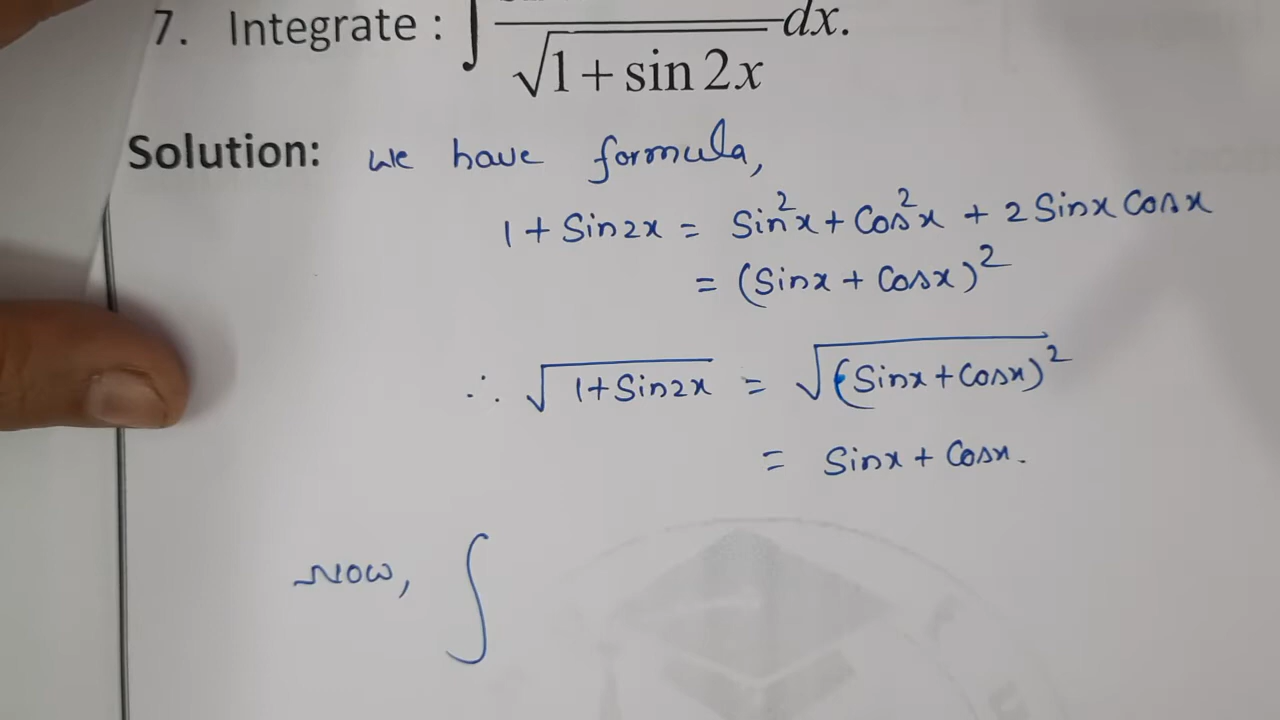 7. Integrate : ∫ ―― dx.
√1+sin 2x
Solution: we have formula,
1 + Sin2x = Sin²x + Cos²x + 2 Sinx Cosx
= (Sinx + Cosx)²
∴ √1+Sin2x = √(Sinx + Cosx)²
= Sinx + Cosx.
Now, ∫